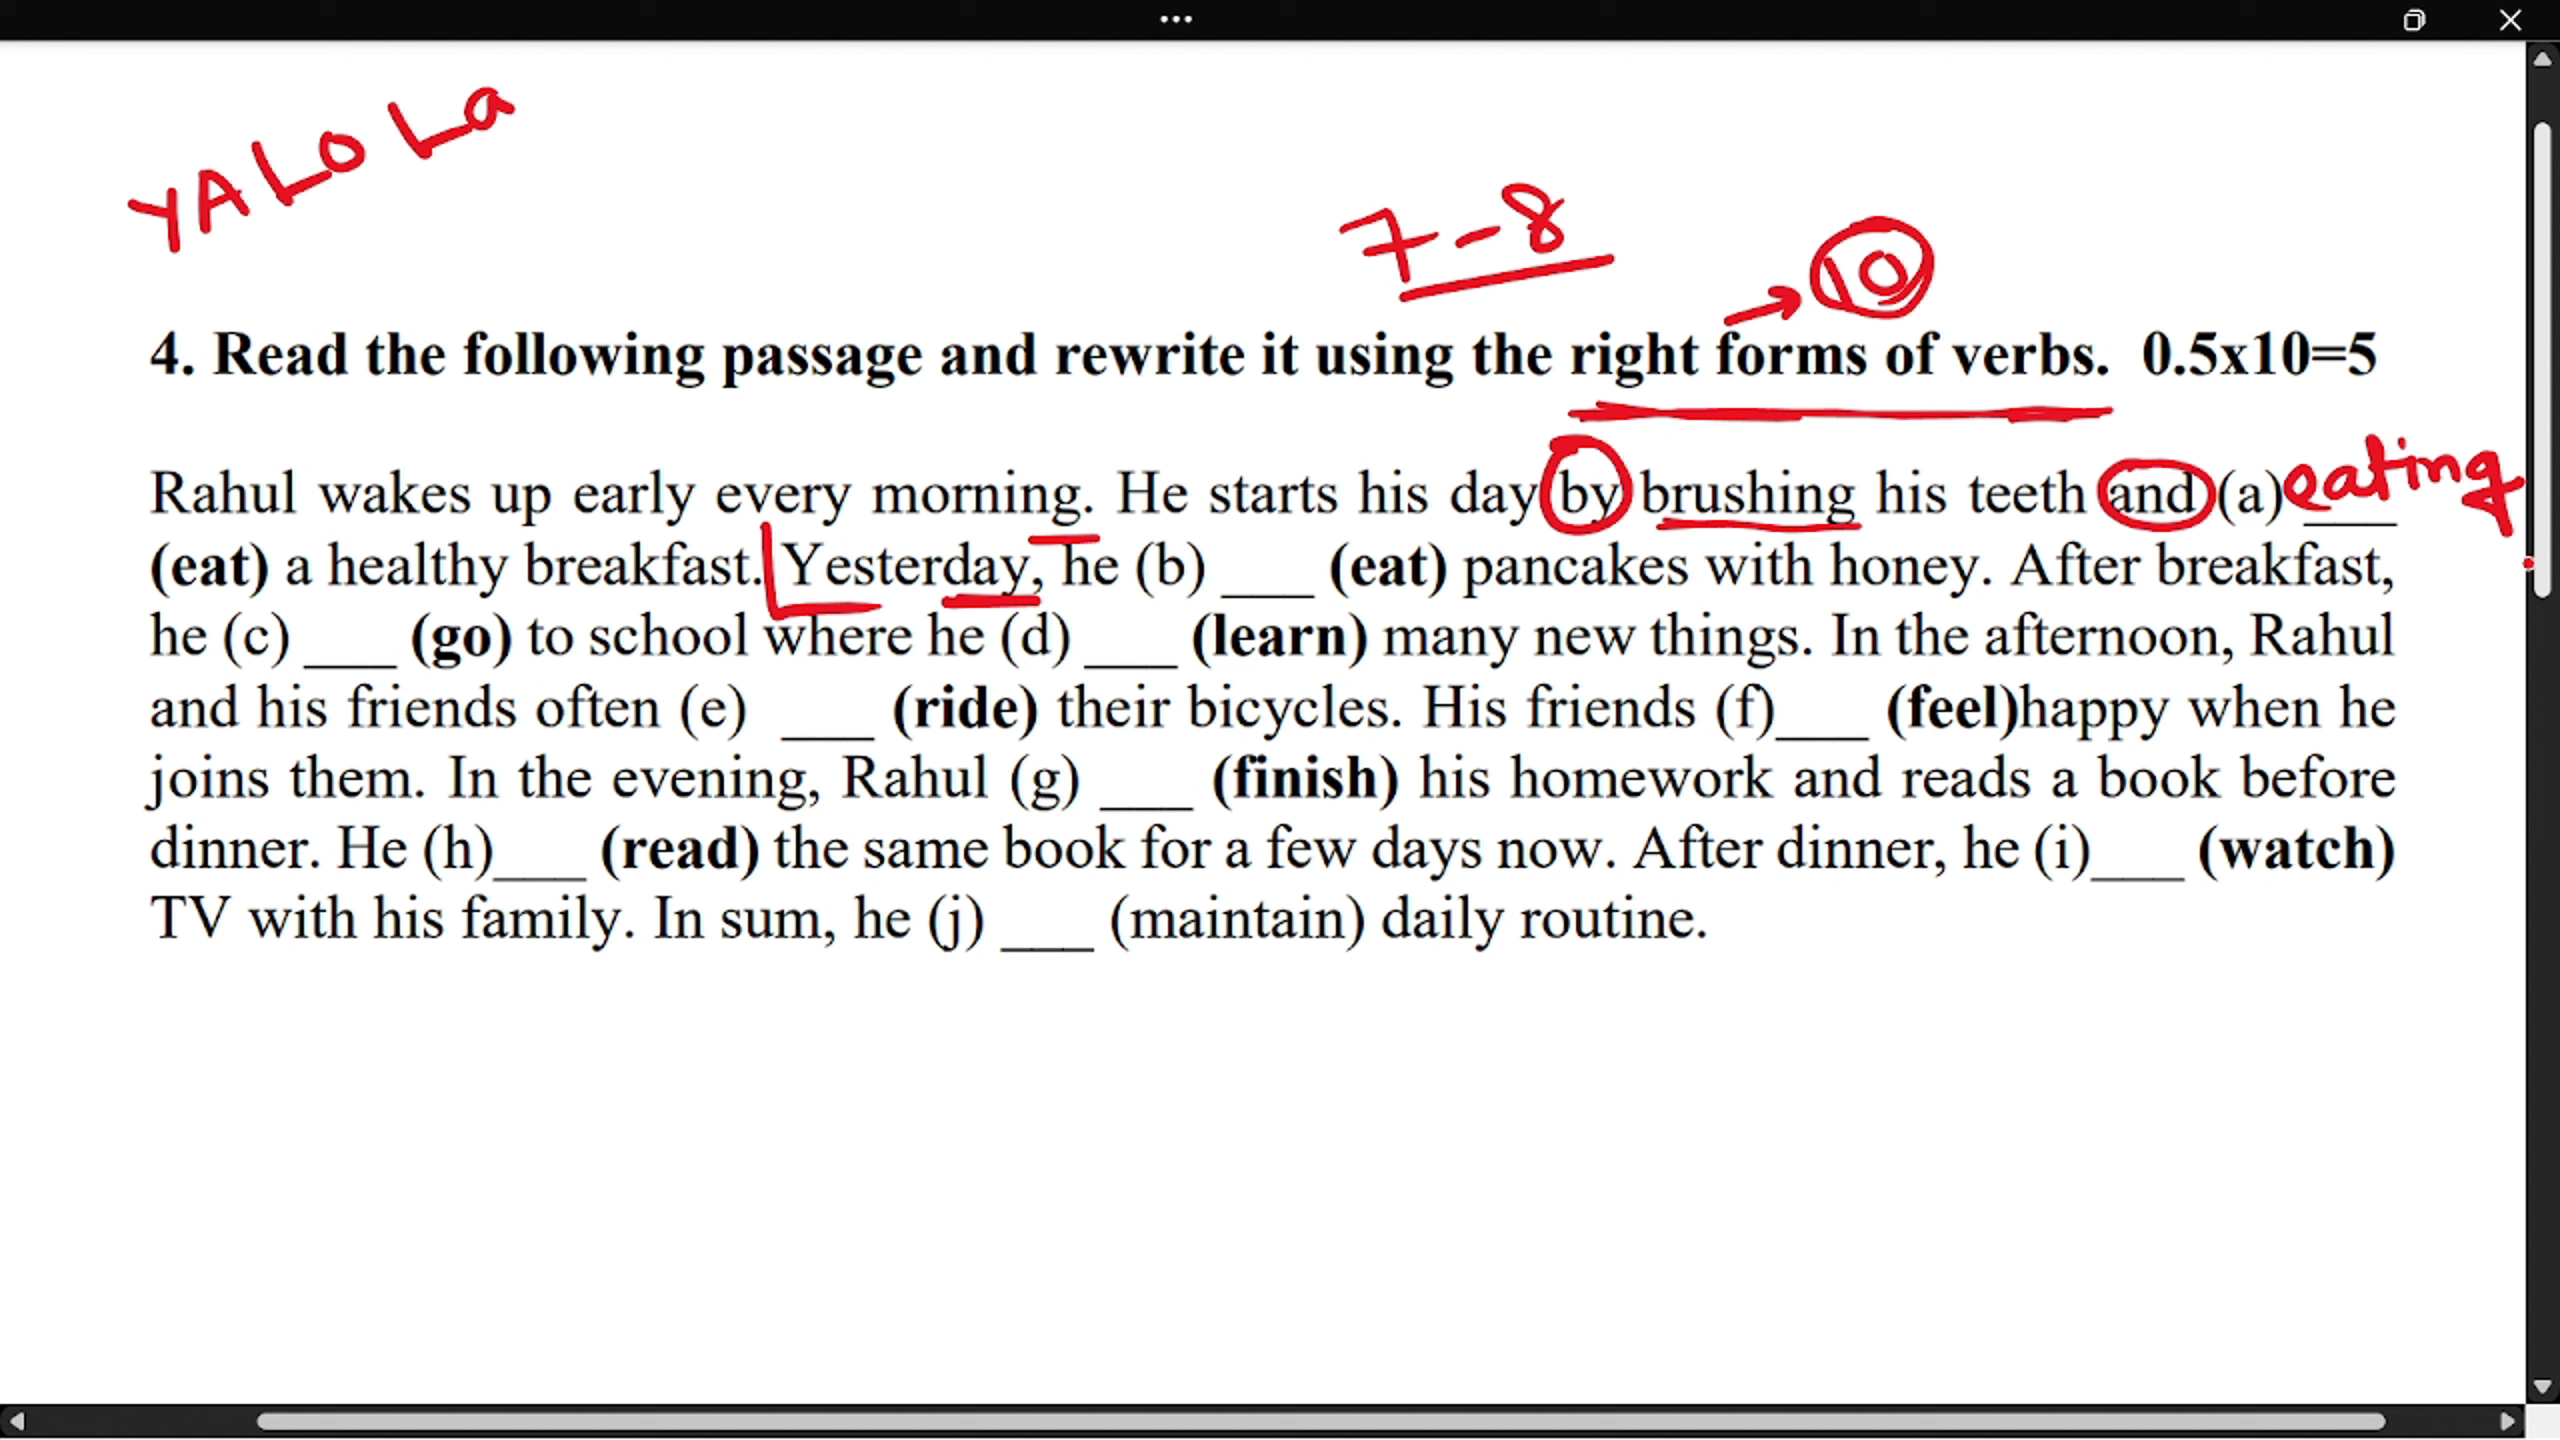 YALOLa
7-8
10
4. Read the following passage and rewrite it using the right forms of verbs. 0.5x10=5
Rahul wakes up early every morning. He starts his day by brushing his teeth and (a) ___ eating
(eat) a healthy breakfast. Yesterday, he (b) ___ (eat) pancakes with honey. After breakfast,
he (c) ___ (go) to school where he (d) ___ (learn) many new things. In the afternoon, Rahul
and his friends often (e) ___ (ride) their bicycles. His friends (f)___ (feel)happy when he
joins them. In the evening, Rahul (g) ___ (finish) his homework and reads a book before
dinner. He (h)___ (read) the same book for a few days now. After dinner, he (i)___ (watch)
TV with his family. In sum, he (j) ___ (maintain) daily routine.